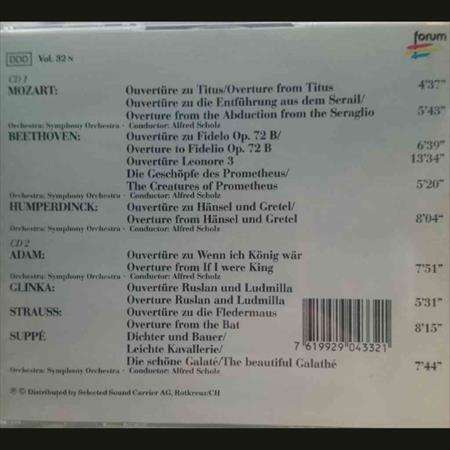 forum
DDD Vol. 32 N
CD 1
MOZART: Ouvertüre zu Titus/Overture from Titus 4'37"
Ouvertüre zu die Entführung aus dem Serail/
Overture from the Abduction from the Seraglio 5'43"
Orchestra: Symphony Orchestra · Conductor: Alfred Scholz
BEETHOVEN: Ouvertüre zu Fidelo Op. 72 B/
Overture to Fidelio Op. 72 B 6'39"
Ouvertüre Leonore 3 13'34"
Die Geschöpfe des Prometheus/
The Creatures of Prometheus 5'20"
Orchestra: Symphony Orchestra · Conductor: Alfred Scholz
HUMPERDINCK: Ouvertüre zu Hänsel und Gretel/
Overture from Hänsel und Gretel 8'04"
Orchestra: Symphony Orchestra · Conductor: Alfred Scholz
CD 2
ADAM: Ouvertüre zu Wenn ich König wär
Overture from If I were King 7'51"
Orchestra: Symphony Orchestra · Conductor: Alfred Scholz
GLINKA: Ouvertüre Ruslan und Ludmilla
Overture Ruslan and Ludmilla 5'31"
STRAUSS: Ouvertüre zu die Fledermaus
Overture from the Bat 8'15"
SUPPÉ Dichter und Bauer/
Leichte Kavallerie/
Die schöne Galaté/The beautiful Galathé 7'44"
Orchestra: Symphony Orchestra · Conductor: Alfred Scholz
7 619929 043321
℗ © Distributed by Selected Sound Carrier AG, Rotkreuz/CH